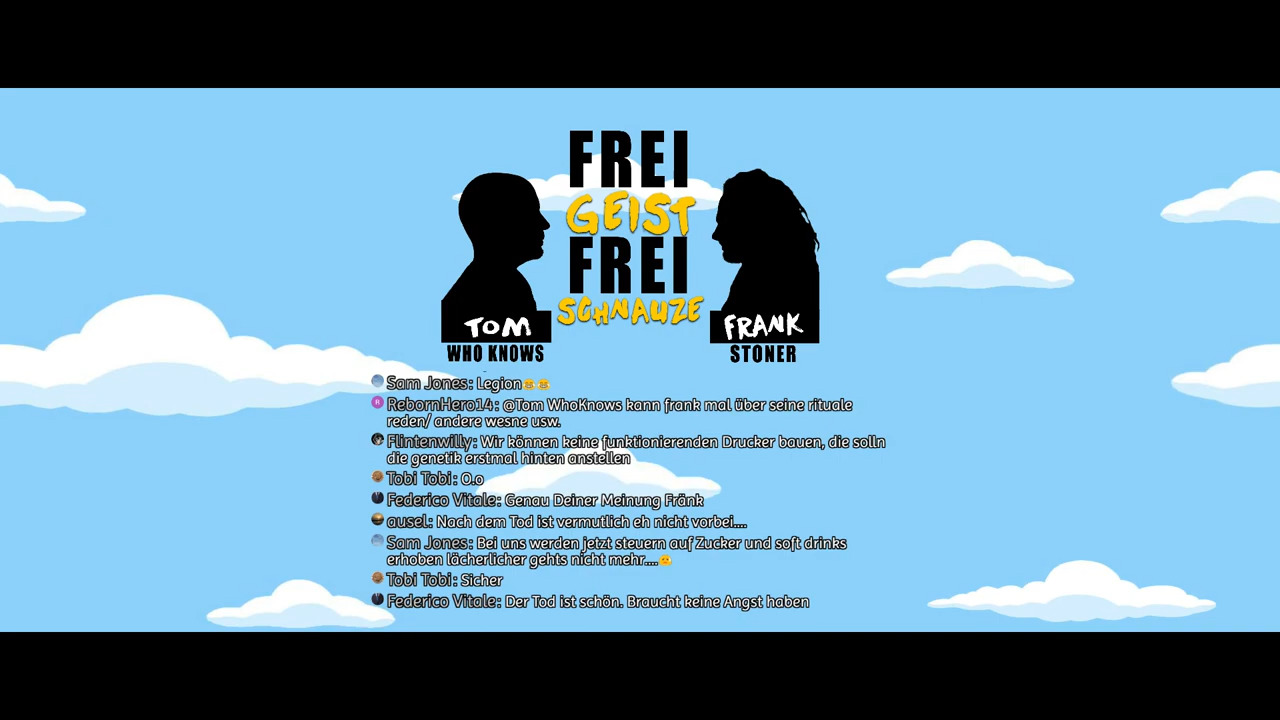 FREI
GEIST
FREI
SCHNAUZE
TOM
WHO KNOWS
FRANK
STONER
Sam Jones: Legion😊😊
R RebornHero14: @Tom WhoKnows kann frank mal über seine rituale
reden/ andere wesne usw.
Flintenwilly: Wir können keine funktionierenden Drucker bauen, die solln
die genetik erstmal hinten anstellen
Tobi Tobi: O.o
Federico Vitale: Genau Deiner Meinung Fränk
ausel: Nach dem Tod ist vermutlich eh nicht vorbei....
Sam Jones: Bei uns werden jetzt steuern auf Zucker und soft drinks
erhoben lächerlicher gehts nicht mehr....🌞
Tobi Tobi: Sicher
Federico Vitale: Der Tod ist schön. Braucht keine Angst haben